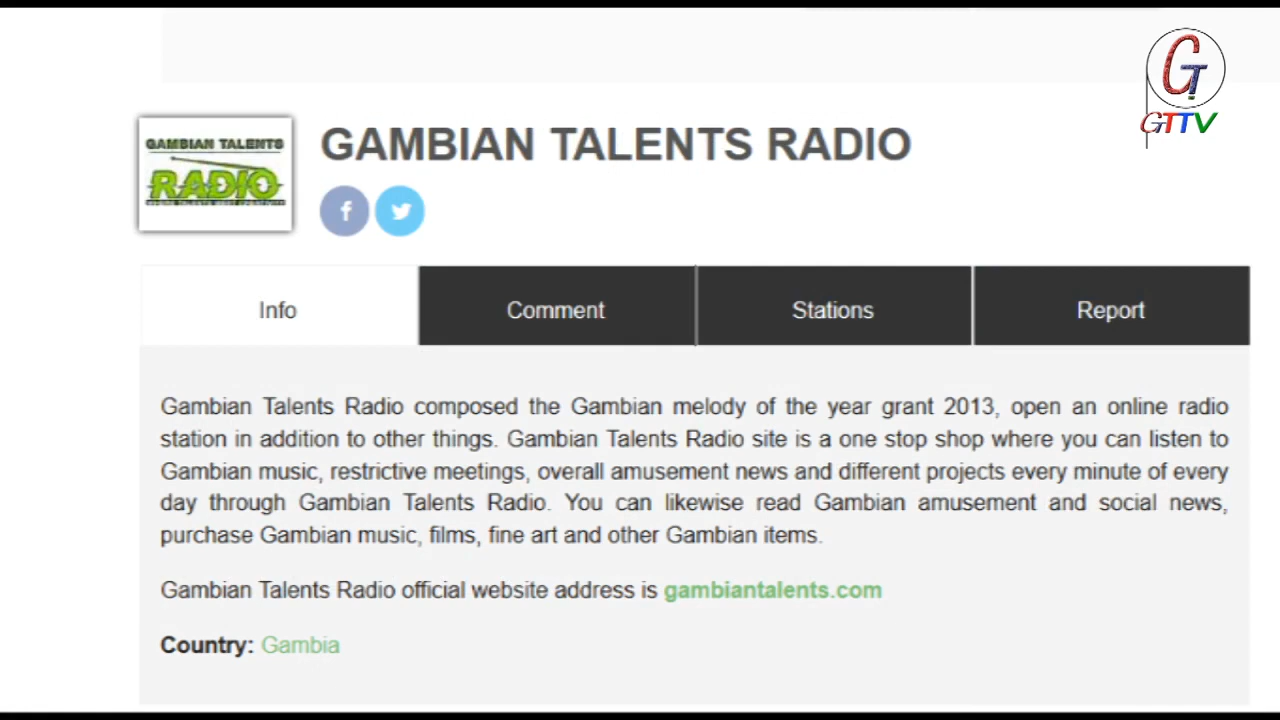 GT
GTTV
GAMBIAN TALENTS
RADIO
GAMBIAN TALENTS RADIO
Info
Comment
Stations
Report
Gambian Talents Radio composed the Gambian melody of the year grant 2013, open an online radio
station in addition to other things. Gambian Talents Radio site is a one stop shop where you can listen to
Gambian music, restrictive meetings, overall amusement news and different projects every minute of every
day through Gambian Talents Radio. You can likewise read Gambian amusement and social news,
purchase Gambian music, films, fine art and other Gambian items.
Gambian Talents Radio official website address is gambiantalents.com
Country: Gambia